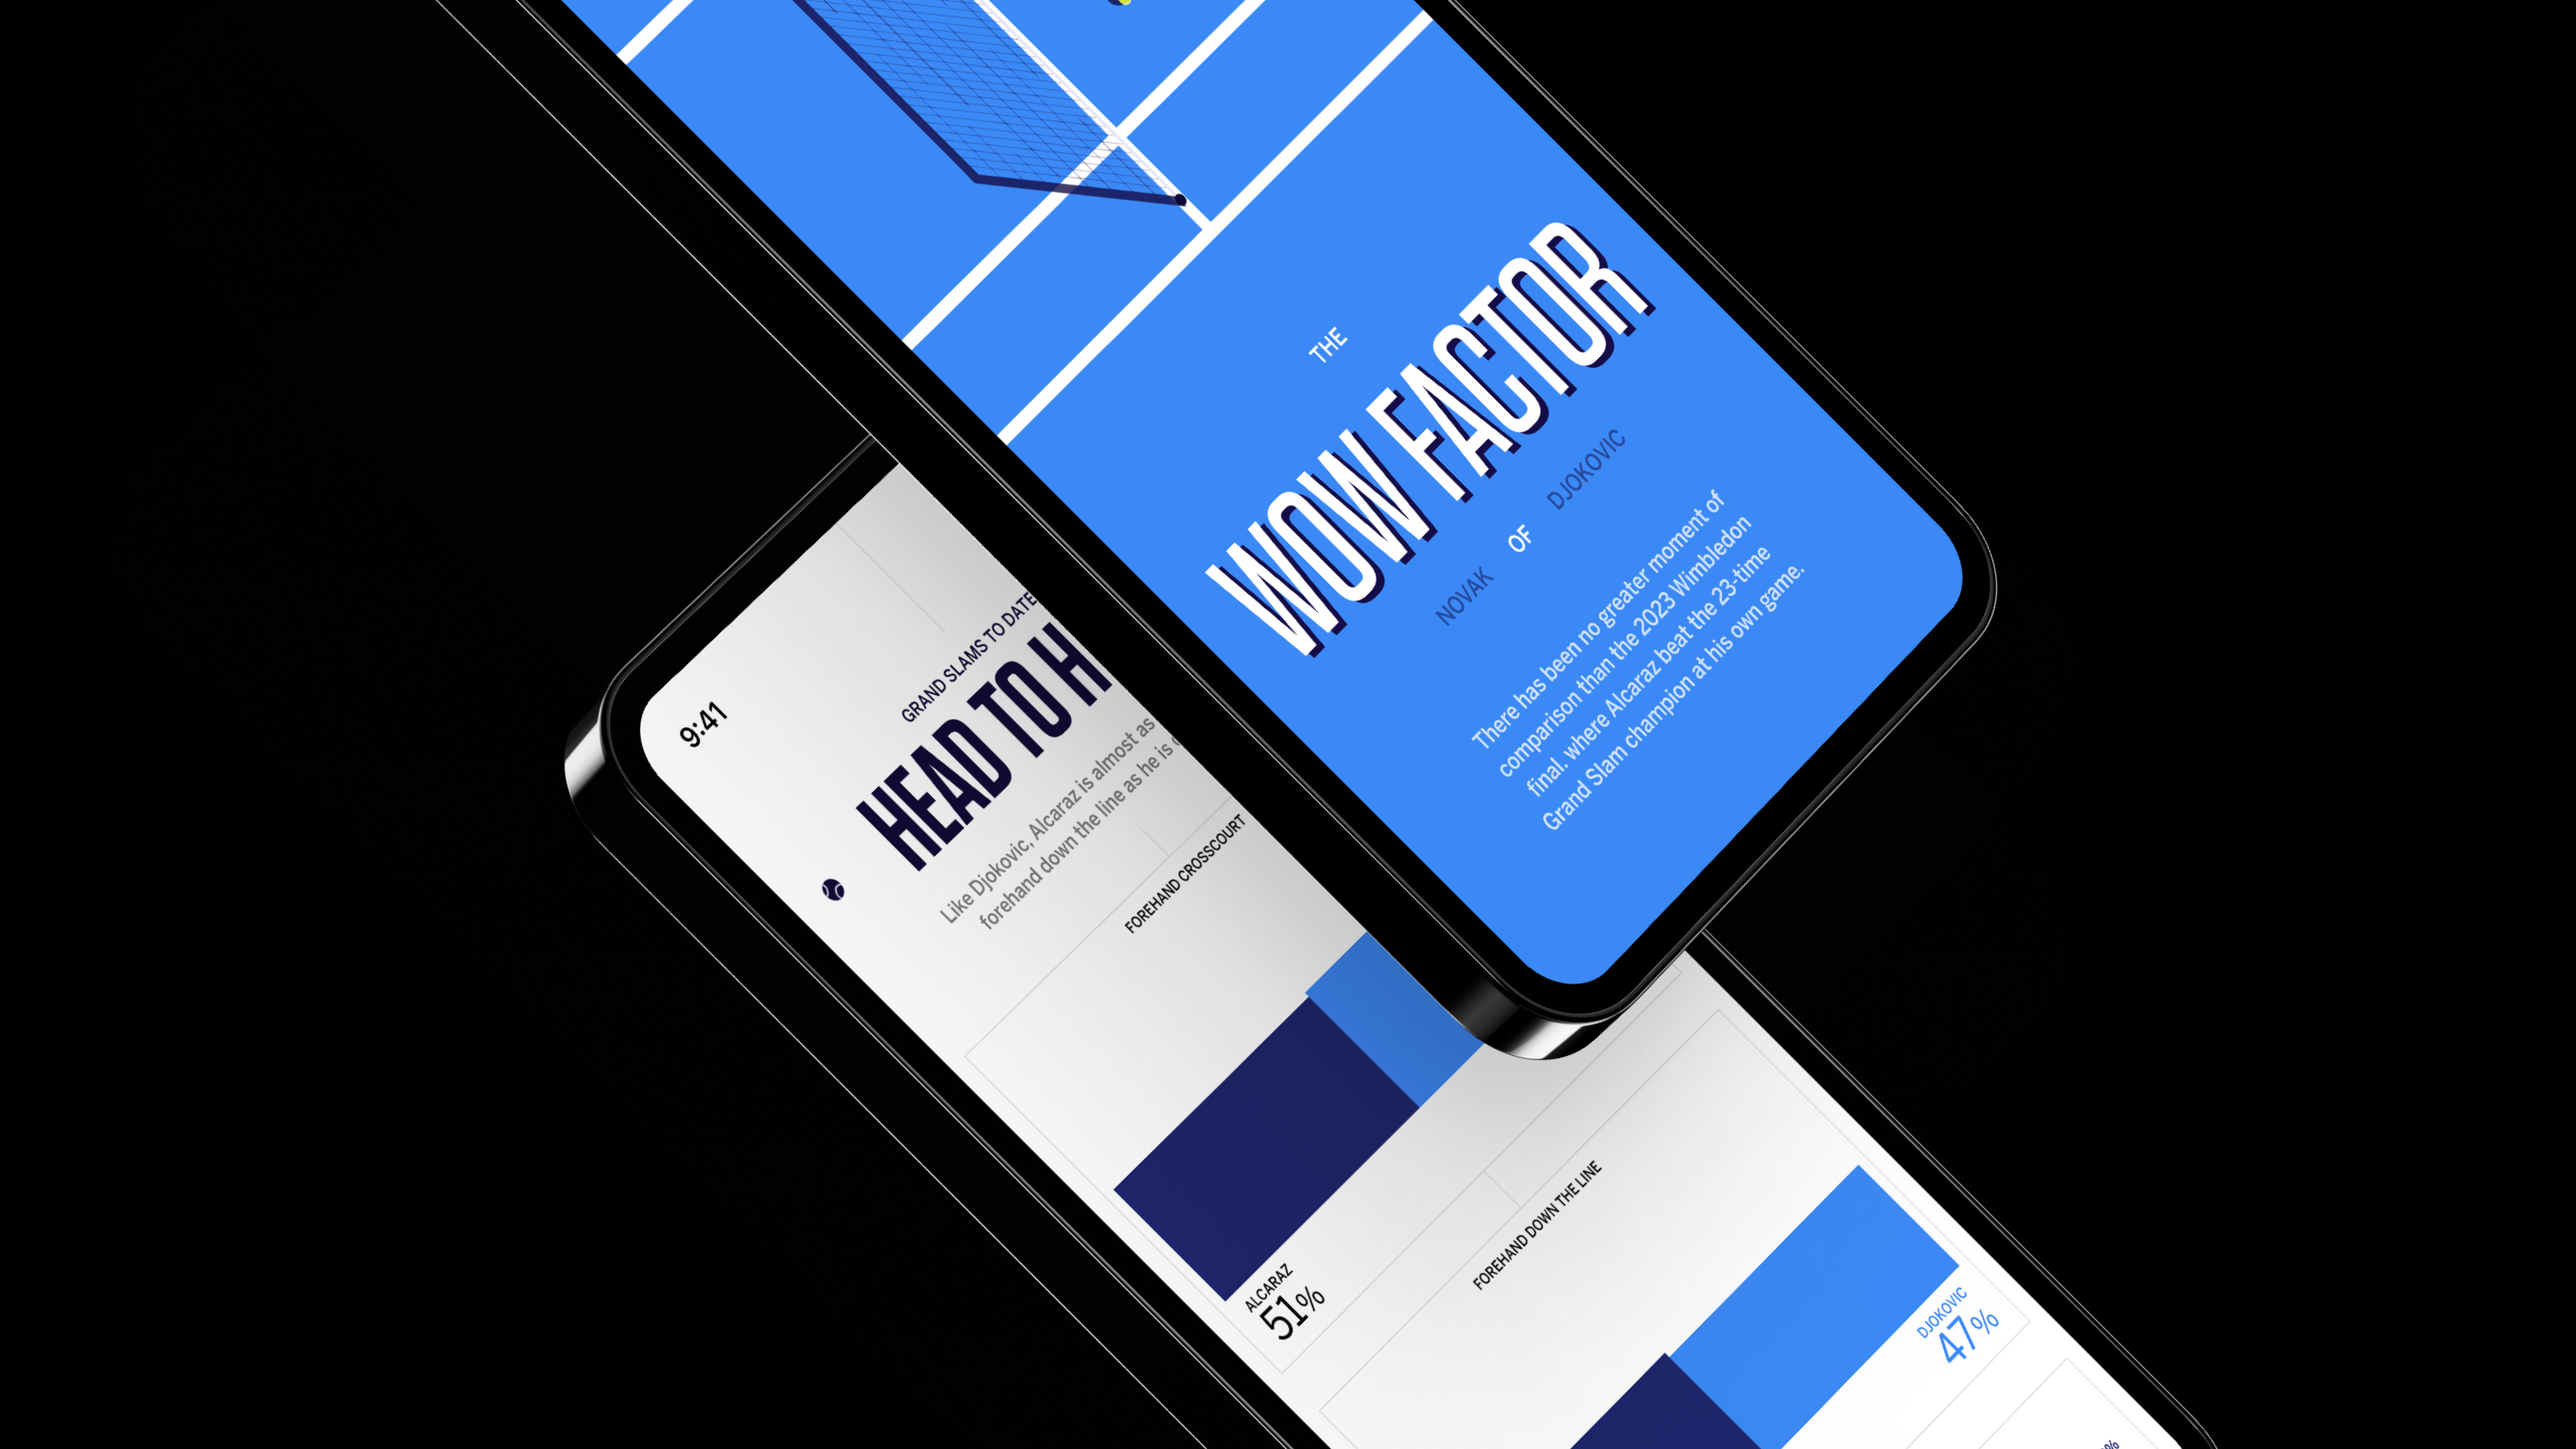 THE
WOW FACTOR
NOVAK OF DJOKOVIC
There has been no greater moment of
comparison than the 2023 Wimbledon
final. where Alcaraz beat the 23-time
Grand Slam champion at his own game.
9:41
GRAND SLAMS TO DATE
HEAD TO H
Like Djokovic, Alcaraz is almost as
forehand down the line as he is
FOREHAND CROSSCOURT
ALCARAZ
51%
DJOKOVIC
47%
FOREHAND DOWN THE LINE
%